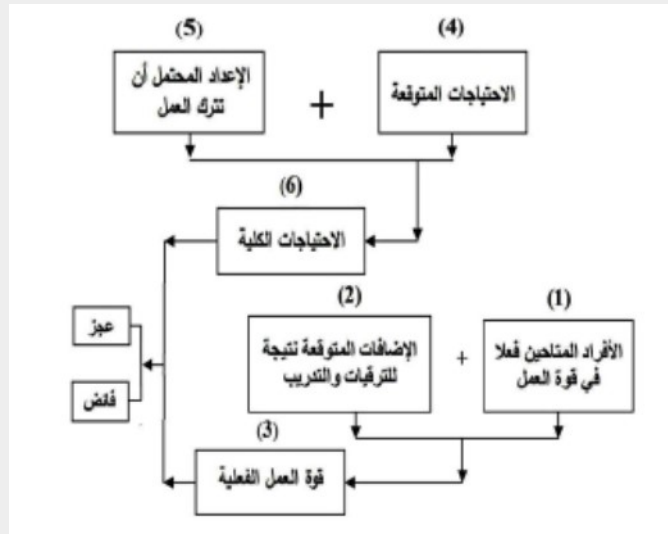 (4)
(5)
الاحتياجات المتوقعة
+
الإعداد المحتمل أن
تترك العمل
(6)
الاحتياجات الكلية
عجز
فائض
(1)
(2)
الأفراد المتاحين فعلا
في قوة العمل
+
الإضافات المتوقعة نتيجة
للترقيات والتدريب
(3)
قوة العمل الفعلية